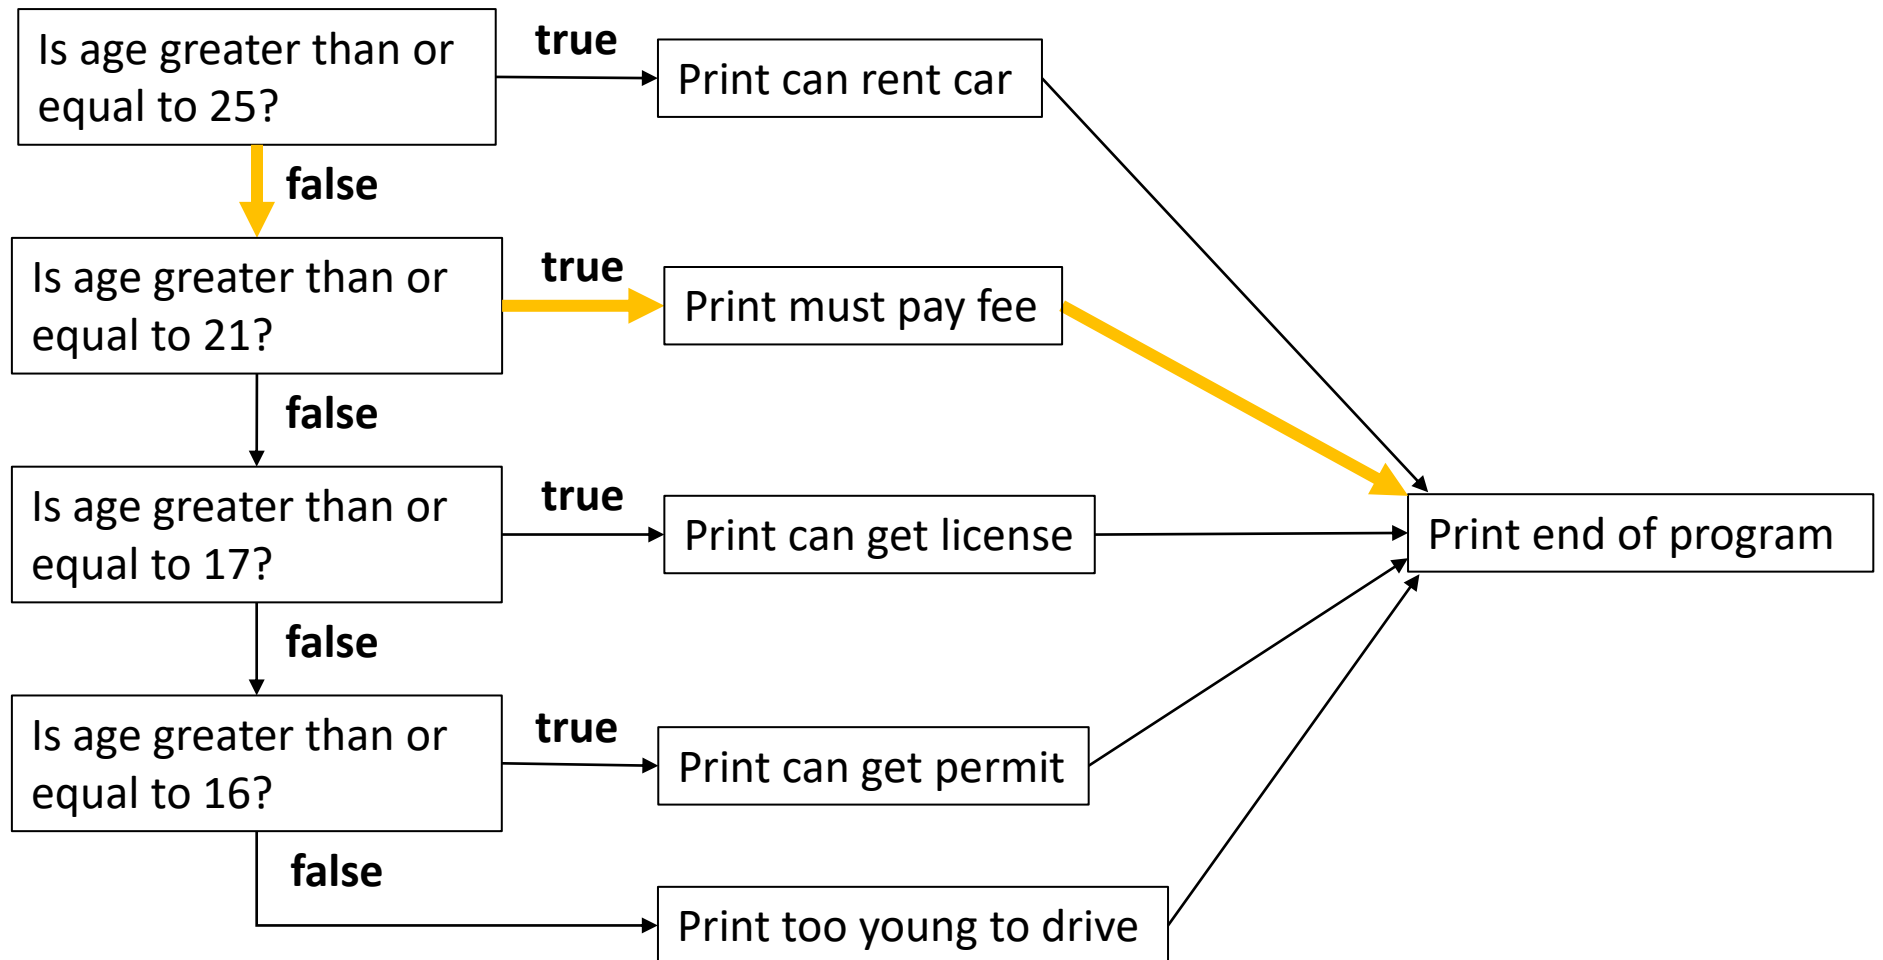 Is age greater than or
equal to 25?
true
Print can rent car
false
Is age greater than or
equal to 21?
true
Print must pay fee
false
Is age greater than or
equal to 17?
true
Print can get license
Print end of program
false
Is age greater than or
equal to 16?
true
Print can get permit
false
Print too young to drive